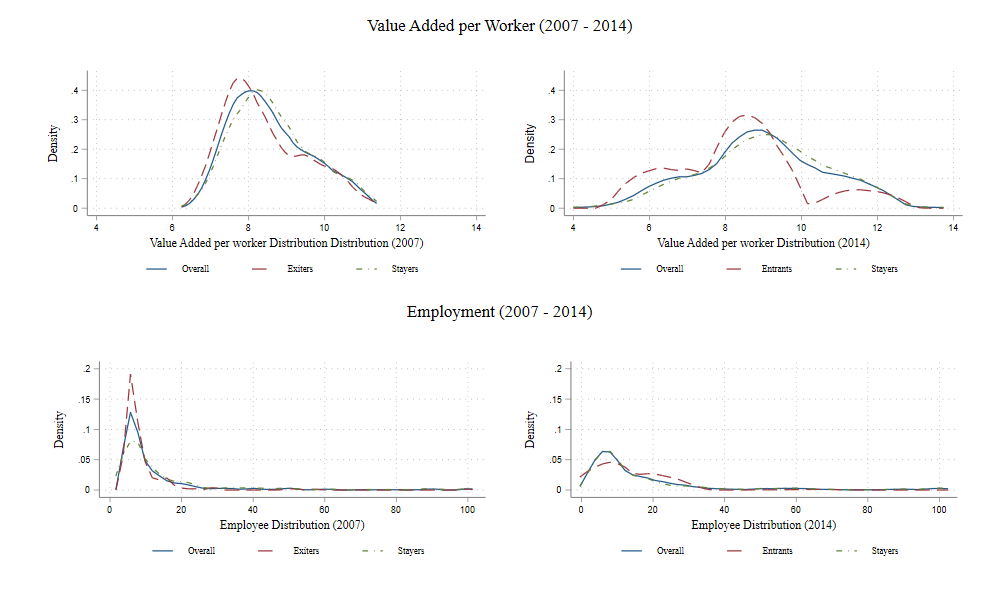 Value Added per Worker (2007 - 2014)
Density
.4
.3
.2
.1
0
4 6 8 10 12 14
Value Added per worker Distribution Distribution (2007)
Overall Exiters Stayers
Density
.4
.3
.2
.1
0
4 6 8 10 12 14
Value Added per worker Distribution (2014)
Overall Entrants Stayers
Employment (2007 - 2014)
Density
.2
.15
.1
.05
0
0 20 40 60 80 100
Employee Distribution (2007)
Overall Exiters Stayers
Density
.2
.15
.1
.05
0
0 20 40 60 80 100
Employee Distribution (2014)
Overall Entrants Stayers